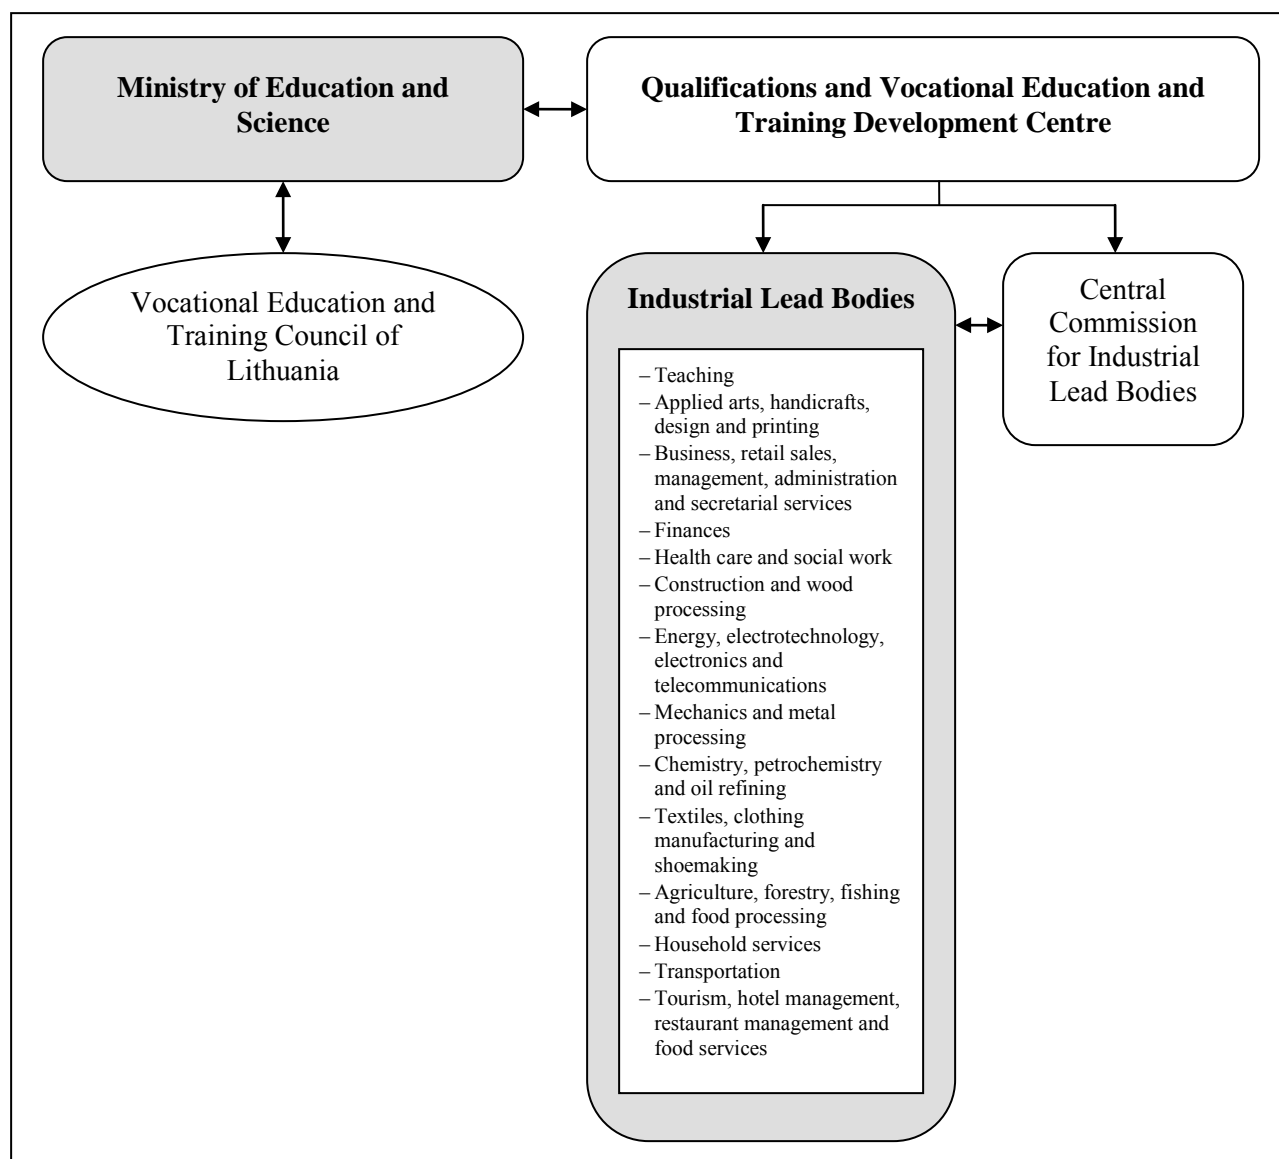 Ministry of Education and
Science
Qualifications and Vocational Education and
Training Development Centre
Vocational Education and
Training Council of
Lithuania
Industrial Lead Bodies
– Teaching
– Applied arts, handicrafts,
design and printing
– Business, retail sales,
management, administration
and secretarial services
– Finances
– Health care and social work
– Construction and wood
processing
– Energy, electrotechnology,
electronics and
telecommunications
– Mechanics and metal
processing
– Chemistry, petrochemistry
and oil refining
– Textiles, clothing
manufacturing and
shoemaking
– Agriculture, forestry, fishing
and food processing
– Household services
– Transportation
– Tourism, hotel management,
restaurant management and
food services
Central
Commission
for Industrial
Lead Bodies